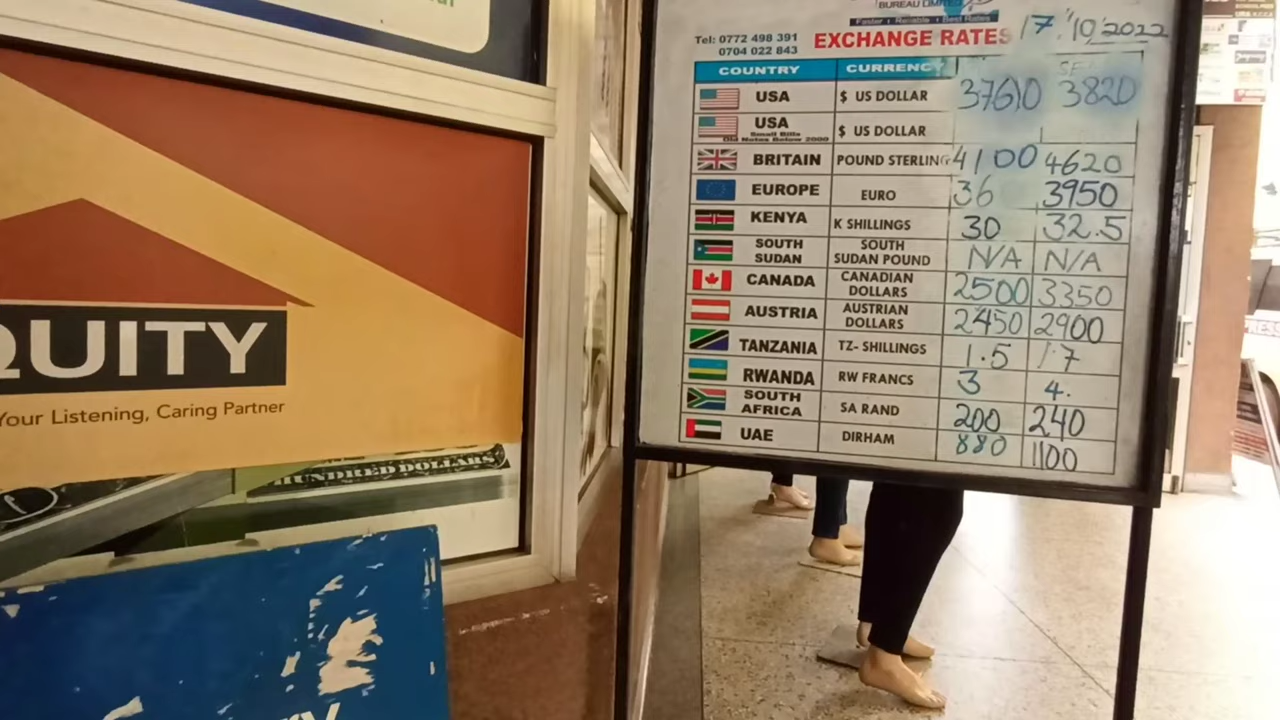 BUREAU LIMITED
Faster • Reliable • Best Rates
Tel: 0772 498 391
0704 022 843
EXCHANGE RATES
17/10/2022
COUNTRY CURRENCY
USA $ US DOLLAR 3820
USA $ US DOLLAR
Small Bills
Old Notes Below 2000
BRITAIN POUND STERLING 4100 4620
EUROPE EURO 36 3950
KENYA K SHILLINGS 30 32.5
SOUTH SUDAN SOUTH SUDAN POUND N/A N/A
CANADA CANADIAN DOLLARS 2500 3350
AUSTRIA AUSTRIAN DOLLARS 2450 2900
TANZANIA TZ- SHILLINGS 1.5 1.7
RWANDA RW FRANCS 3 4.
SOUTH AFRICA SA RAND 200 240
UAE DIRHAM 880 1100
QUITY
Your Listening, Caring Partner
HUNDRED DOLLARS